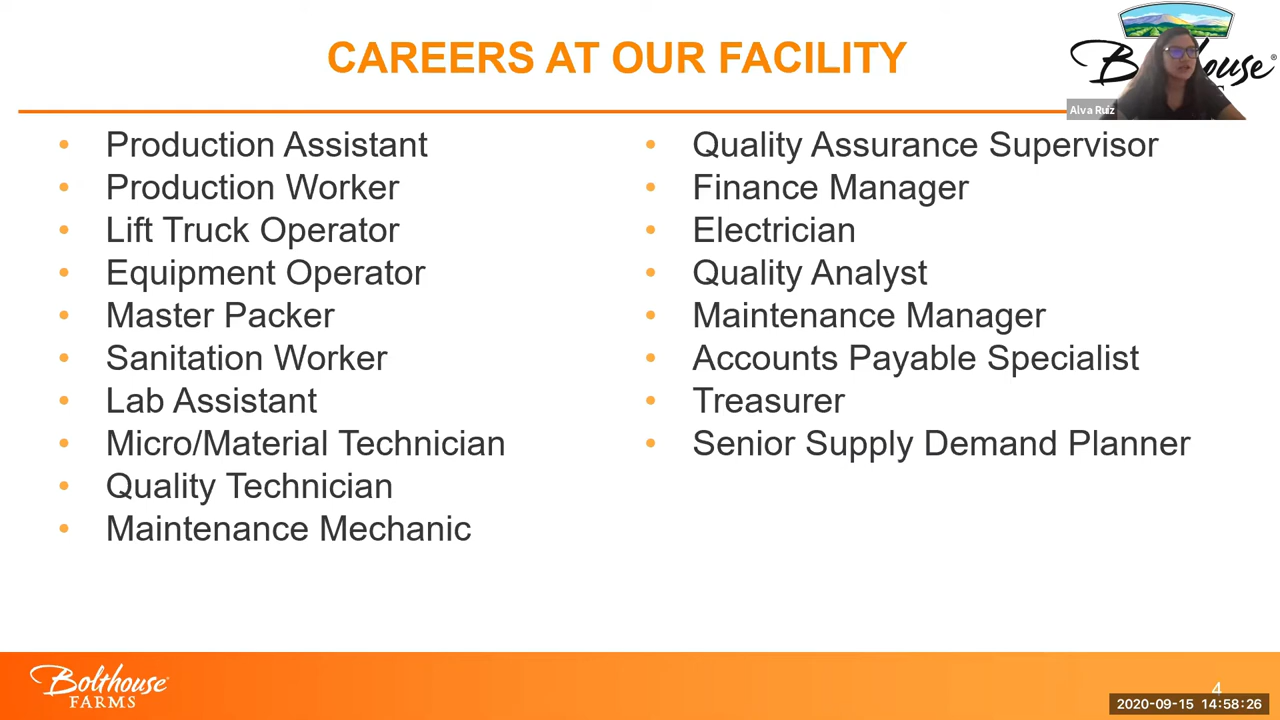 CAREERS AT OUR FACILITY
Alva Ruiz
Production Assistant
Production Worker
Lift Truck Operator
Equipment Operator
Master Packer
Sanitation Worker
Lab Assistant
Micro/Material Technician
Quality Technician
Maintenance Mechanic
Quality Assurance Supervisor
Finance Manager
Electrician
Quality Analyst
Maintenance Manager
Accounts Payable Specialist
Treasurer
Senior Supply Demand Planner
Bolthouse
FARMS
4
2020-09-15 14:58:26